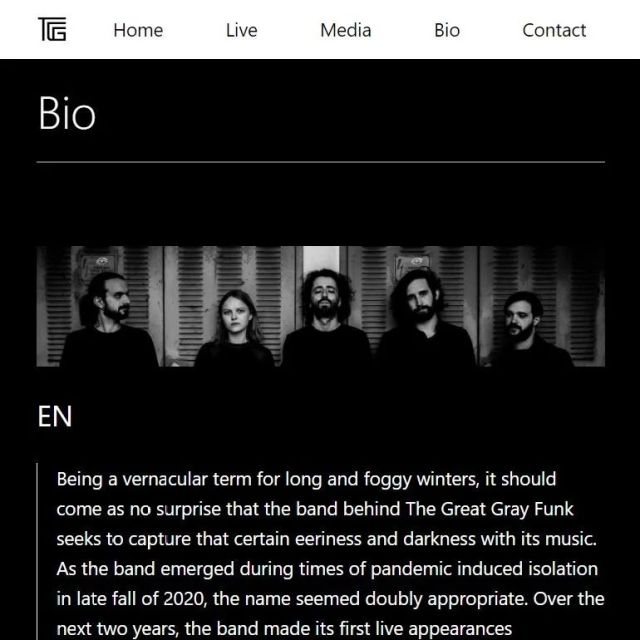 TGG Home Live Media Bio Contact
Bio
EN
Being a vernacular term for long and foggy winters, it should
come as no surprise that the band behind The Great Gray Funk
seeks to capture that certain eeriness and darkness with its music.
As the band emerged during times of pandemic induced isolation
in late fall of 2020, the name seemed doubly appropriate. Over the
next two years, the band made its first live appearances